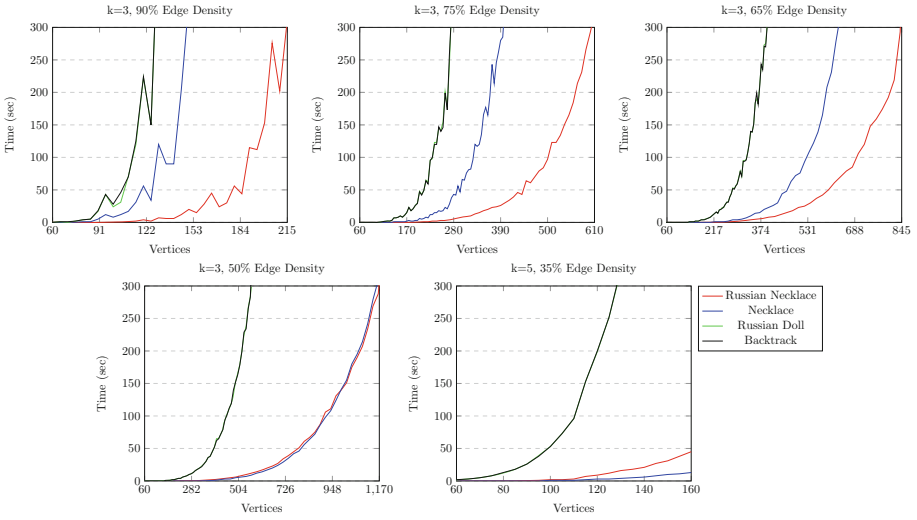 k=3, 90% Edge Density
300
250
200
150
100
50
0
60 91 122 153 184 215
Time (sec)
Vertices
k=3, 75% Edge Density
300
250
200
150
100
50
0
60 170 280 390 500 610
Time (sec)
Vertices
k=3, 65% Edge Density
300
250
200
150
100
50
0
60 217 374 531 688 845
Time (sec)
Vertices
k=3, 50% Edge Density
300
250
200
150
100
50
0
60 282 504 726 948 1,170
Time (sec)
Vertices
k=5, 35% Edge Density
300
250
200
150
100
50
0
60 80 100 120 140 160
Time (sec)
Vertices
Russian Necklace
Necklace
Russian Doll
Backtrack